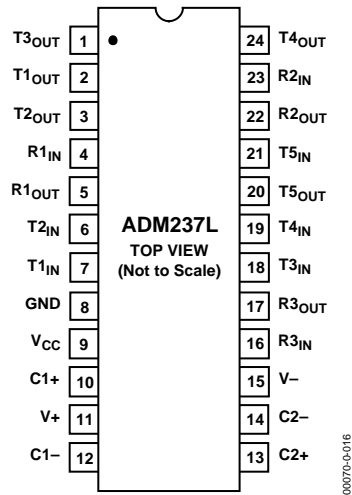 T3OUT 1 24 T4OUT
T1OUT 2 23 R2IN
T2OUT 3 22 R2OUT
R1IN 4 21 T5IN
R1OUT 5 20 T5OUT
T2IN 6 ADM237L 19 T4IN
TOP VIEW
T1IN 7 (Not to Scale) 18 T3IN
GND 8 17 R3OUT
VCC 9 16 R3IN
C1+ 10 15 V–
V+ 11 14 C2–
C1– 12 13 C2+
00070-0-016